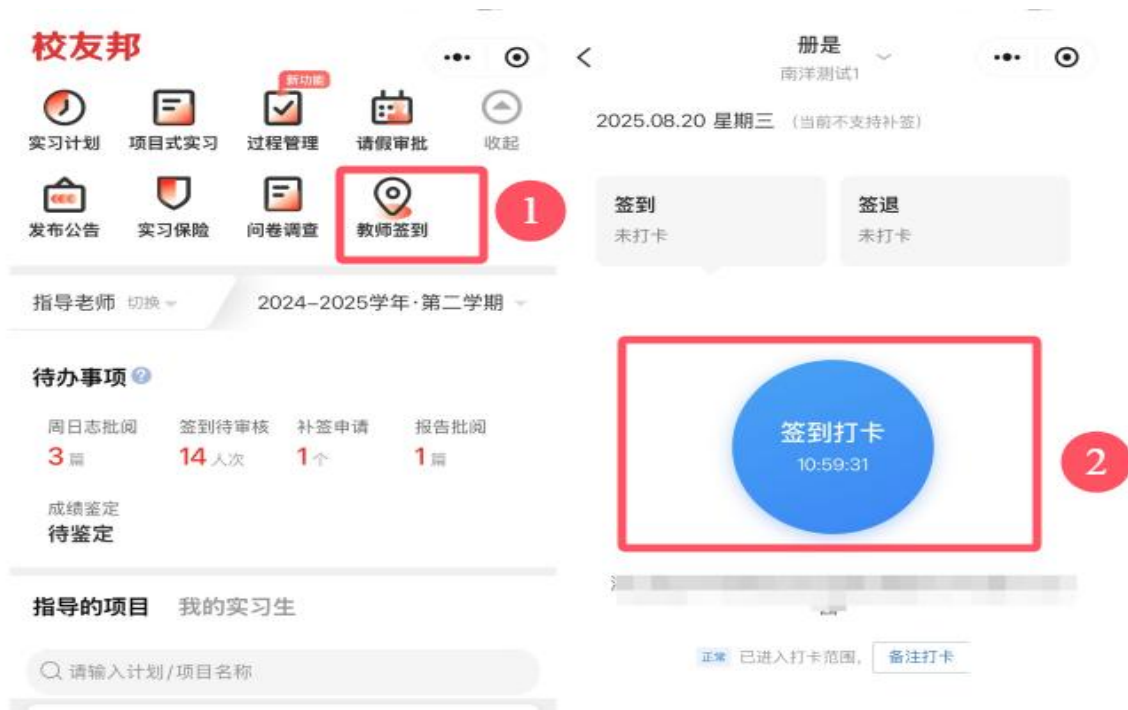 校友邦
新功能
实习计划 项目式实习 过程管理 请假审批 收起
发布公告 实习保险 问卷调查 教师签到
1
指导老师 切换 2024-2025学年·第二学期
待办事项 ?
周日志批阅 签到待审核 补签申请 报告批阅
3 篇 14 人次 1 个 1 篇
成绩鉴定
待鉴定
指导的项目 我的实习生
请输入计划/项目名称
册是
南洋测试1
2025.08.20 星期三 (当前不支持补签)
签到 签退
未打卡 未打卡
签到打卡
10:59:31
2
正常 已进入打卡范围, 备注打卡